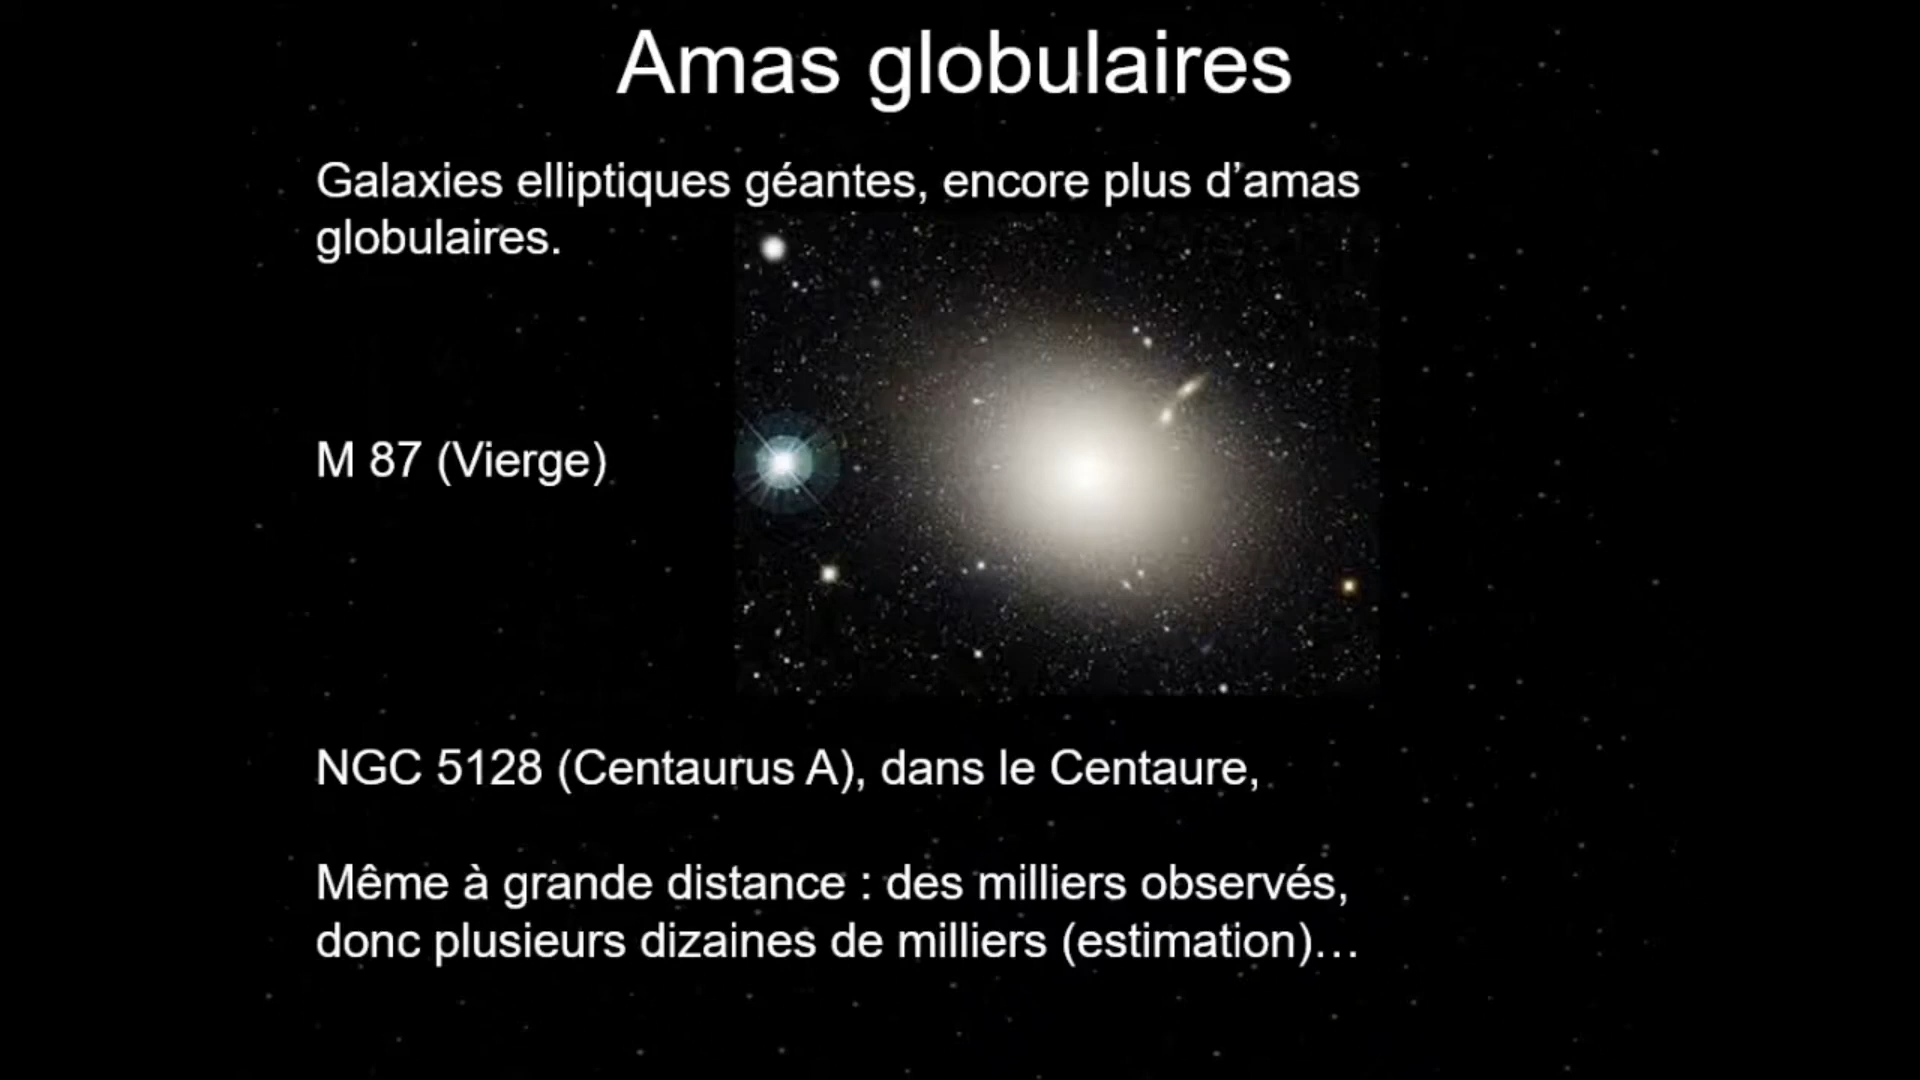 Amas globulaires
Galaxies elliptiques géantes, encore plus d’amas
globulaires.
M 87 (Vierge)
NGC 5128 (Centaurus A), dans le Centaure,
Même à grande distance : des milliers observés,
donc plusieurs dizaines de milliers (estimation)…